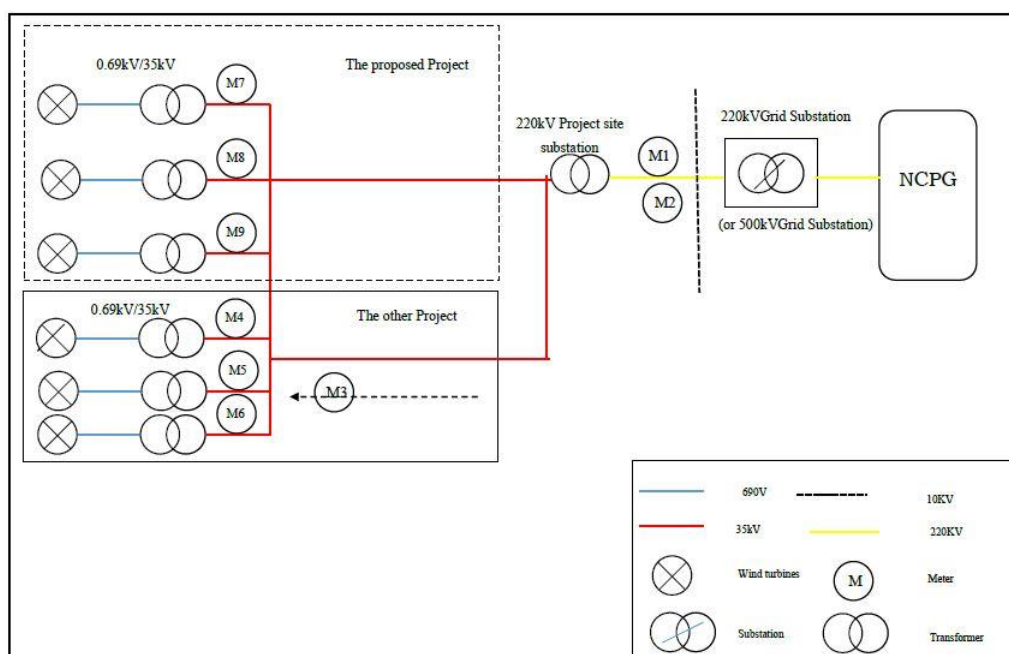 0.69kV/35kV
The proposed Project
M7
M8
M9
220kV Project site
substation
M1
M2
220kVGrid Substation
(or 500kVGrid Substation)
NCPG
0.69kV/35kV
The other Project
M4
M5
M6
M3
690V
10KV
35kV
220KV
Wind turbines
M
Meter
Substation
Transformer